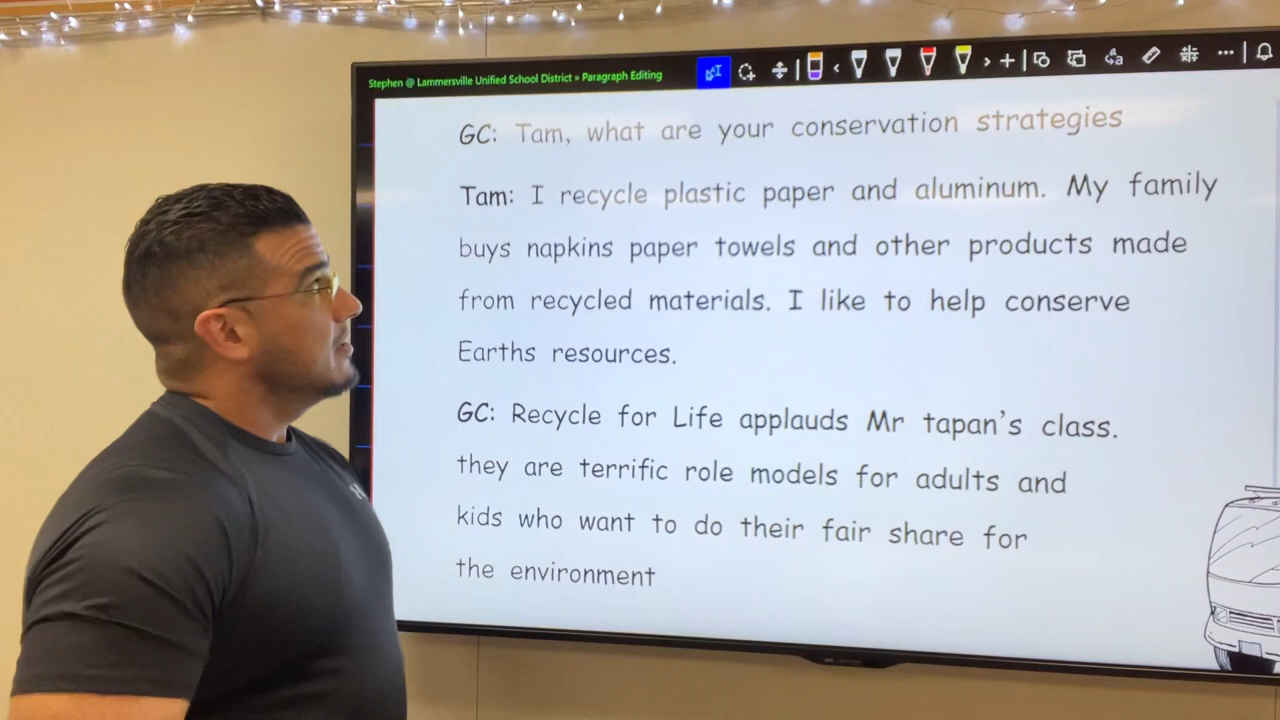 Stephen @ Lammersville Unified School District » Paragraph Editing
GC: Tam, what are your conservation strategies
Tam: I recycle plastic paper and aluminum. My family
buys napkins paper towels and other products made
from recycled materials. I like to help conserve
Earths resources.
GC: Recycle for Life applauds Mr tapan's class.
they are terrific role models for adults and
kids who want to do their fair share for
the environment